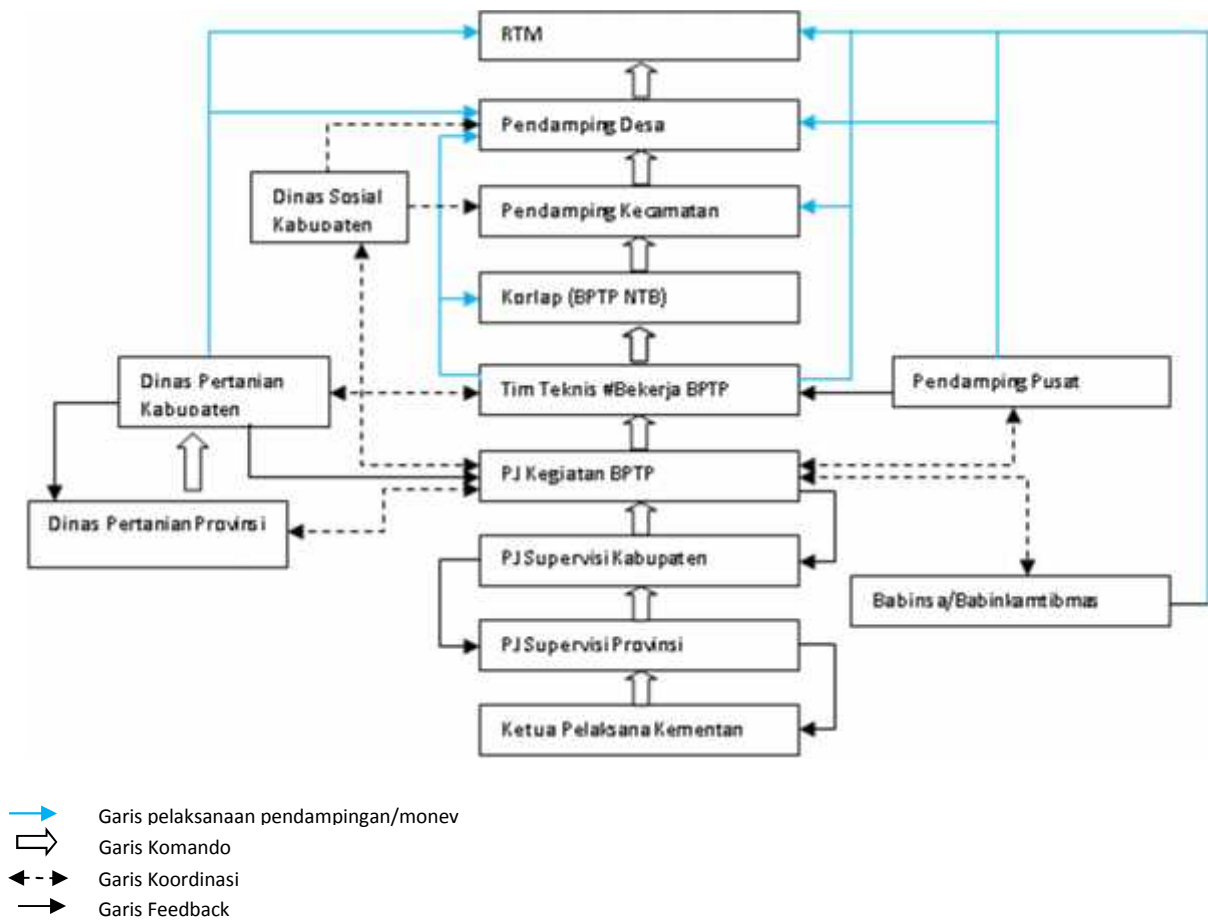 RTM
Pendamping Desa
Dinas Sosial
Kabupaten
Pendamping Kecamatan
Korlap (BPTP NTB)
Dinas Pertanian
Kabupaten
Tim Teknis #Bekerja BPTP
Pendamping Pusat
PJ Kegiatan BPTP
Dinas Pertanian Provinsi
PJ Supervisi Kabupaten
Babinsa/Babinkamtibmas
PJ Supervisi Provinsi
Ketua Pelaksana Kementan
Garis pelaksanaan pendampingan/monev
Garis Komando
Garis Koordinasi
Garis Feedback